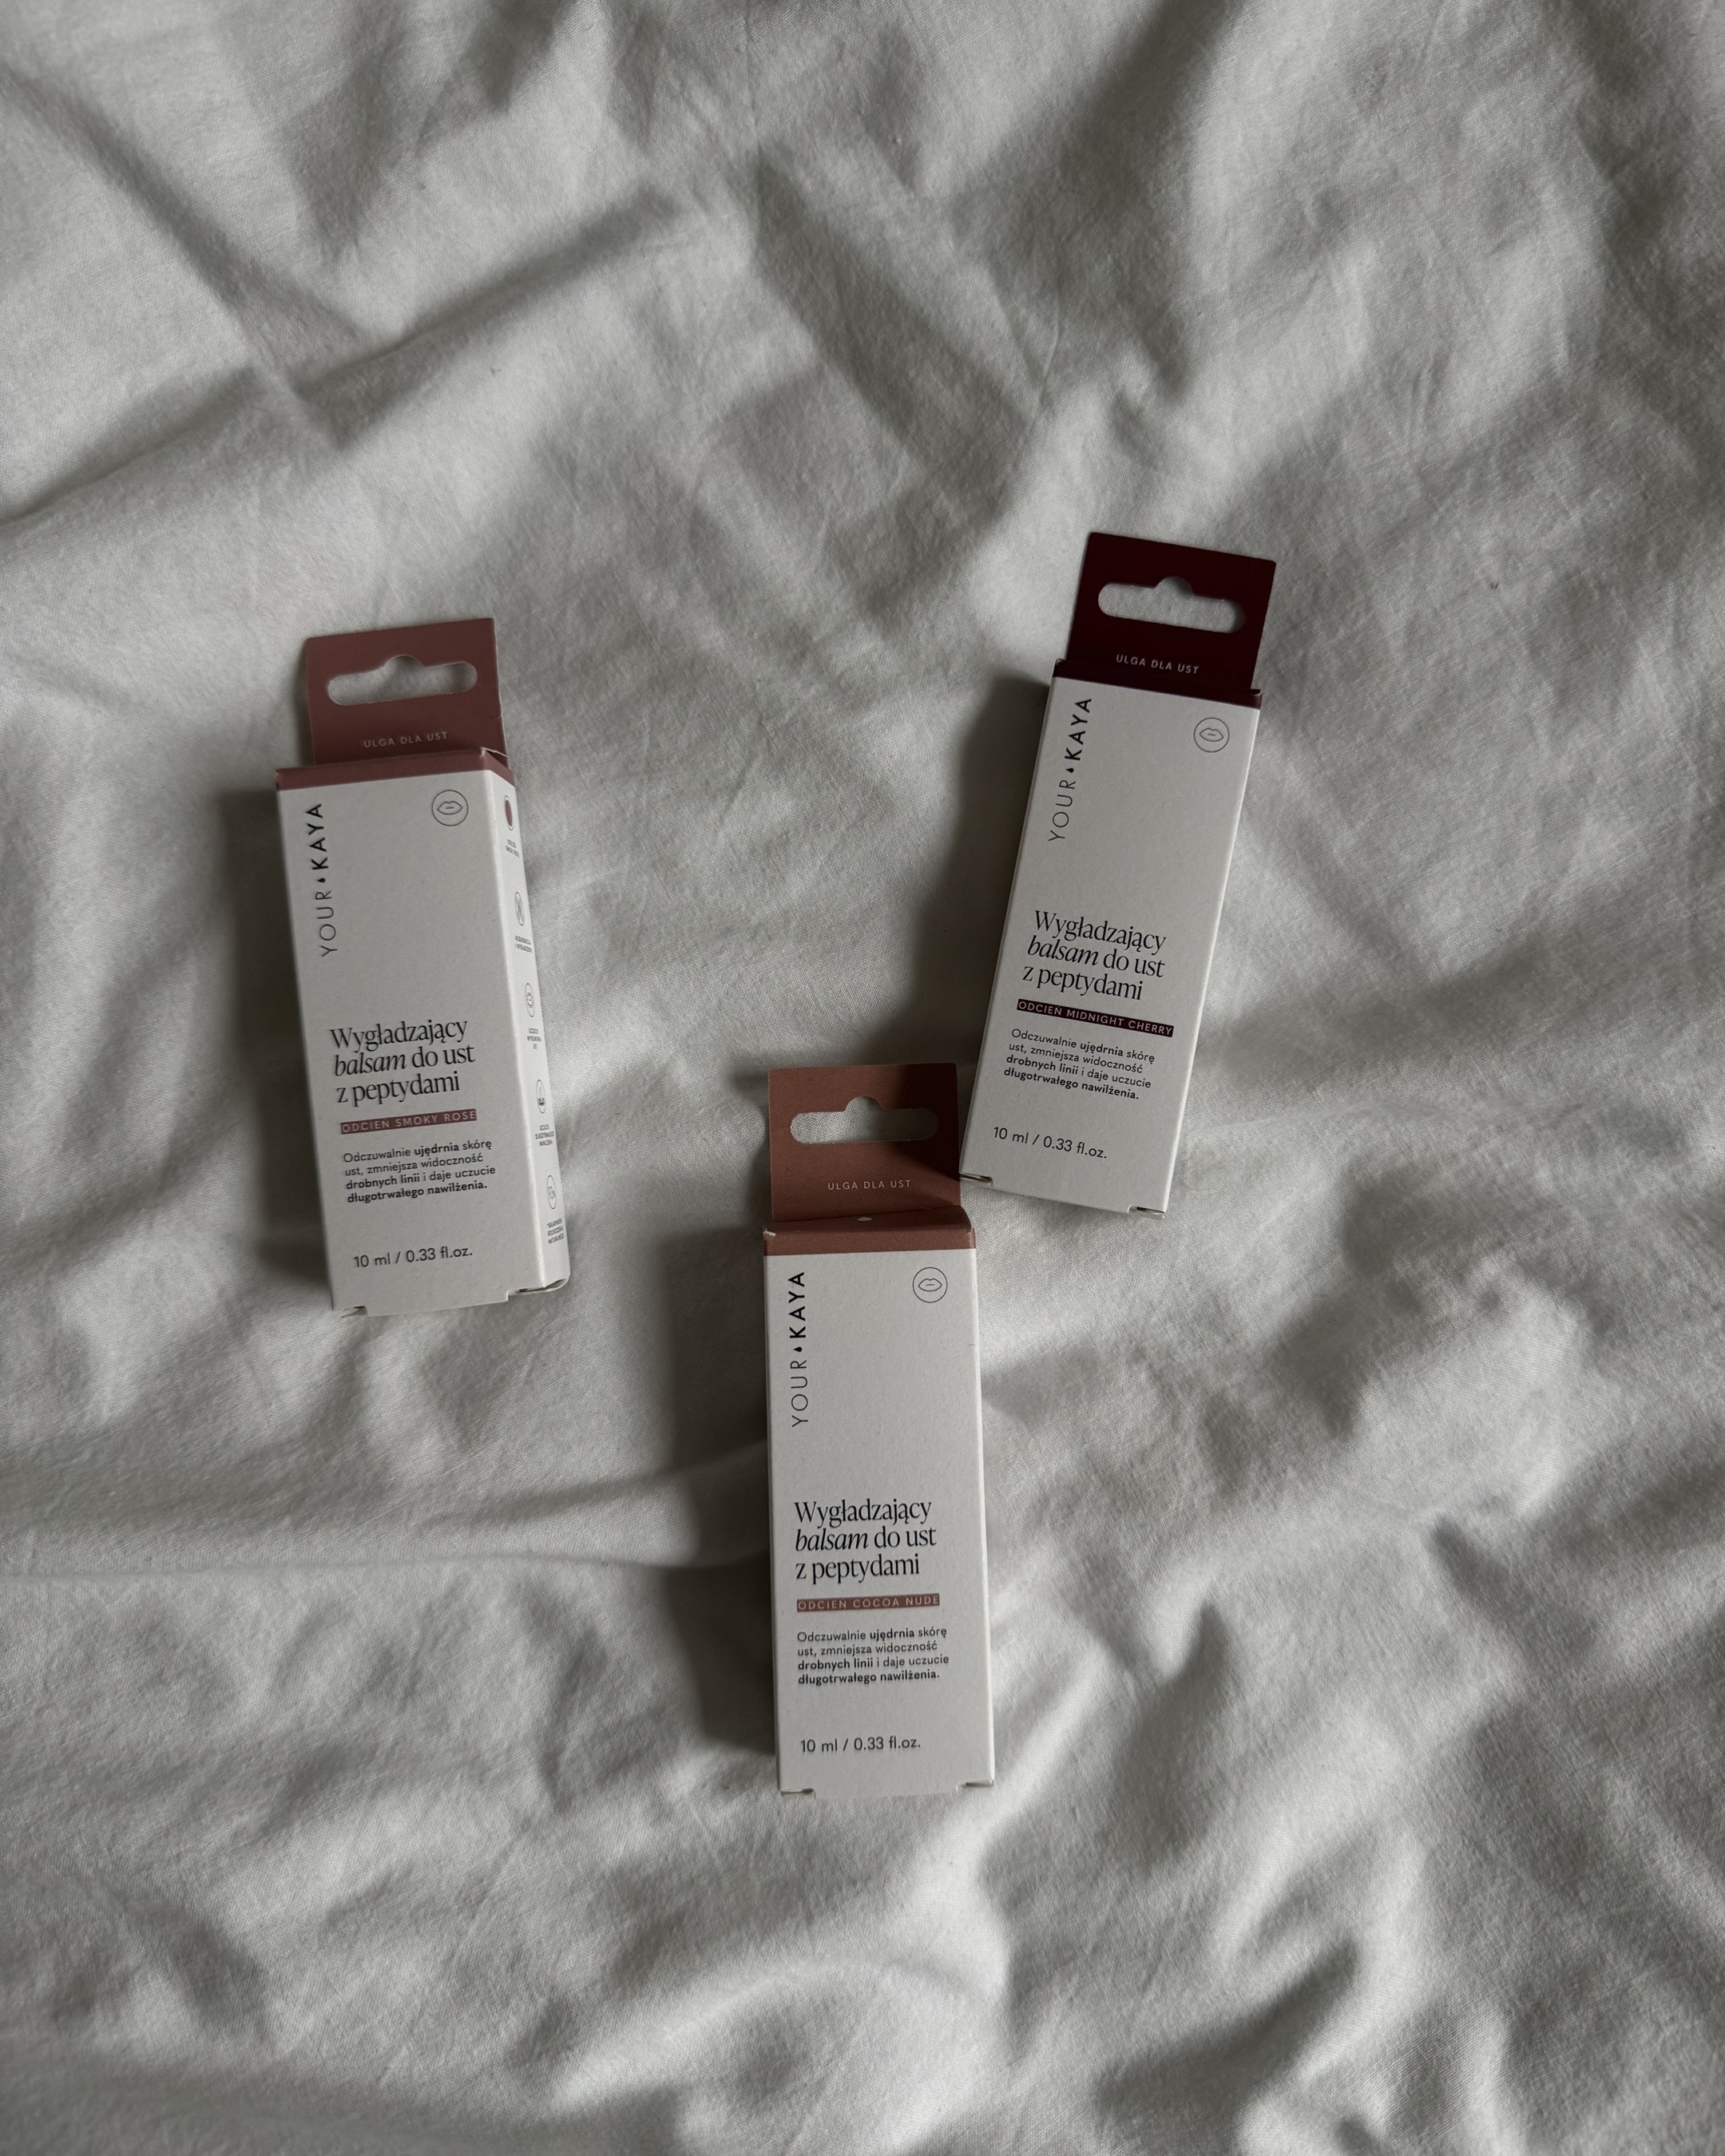 ULGA DLA UST
YOUR KAYA
Wygładzający
balsam do ust
z peptydami
ODCIEŃ SMOKY ROSE
Odczuwalnie ujędrnia skórę
ust, zmniejsza widoczność
drobnych linii i daje uczucie
długotrwałego nawilżenia.
10 ml / 0.33 fl.oz.
ULGA DLA UST
YOUR KAYA
Wygładzający
balsam do ust
z peptydami
ODCIEŃ MIDNIGHT CHERRY
Odczuwalnie ujędrnia skórę
ust, zmniejsza widoczność
drobnych linii i daje uczucie
długotrwałego nawilżenia.
10 ml / 0.33 fl.oz.
ULGA DLA UST
YOUR KAYA
Wygładzający
balsam do ust
z peptydami
ODCIEŃ COCOA NUDE
Odczuwalnie ujędrnia skórę
ust, zmniejsza widoczność
drobnych linii i daje uczucie
długotrwałego nawilżenia.
10 ml / 0.33 fl.oz.